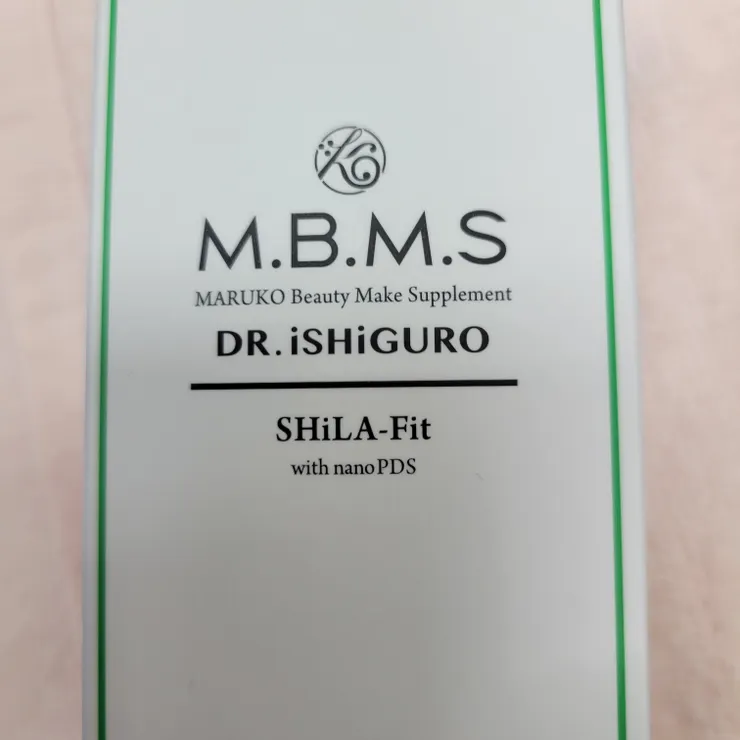 M.B.M.S
MARUKO Beauty Make Supplement
DR.iSHiGURO
SHiLA-Fit
with nanoPDS